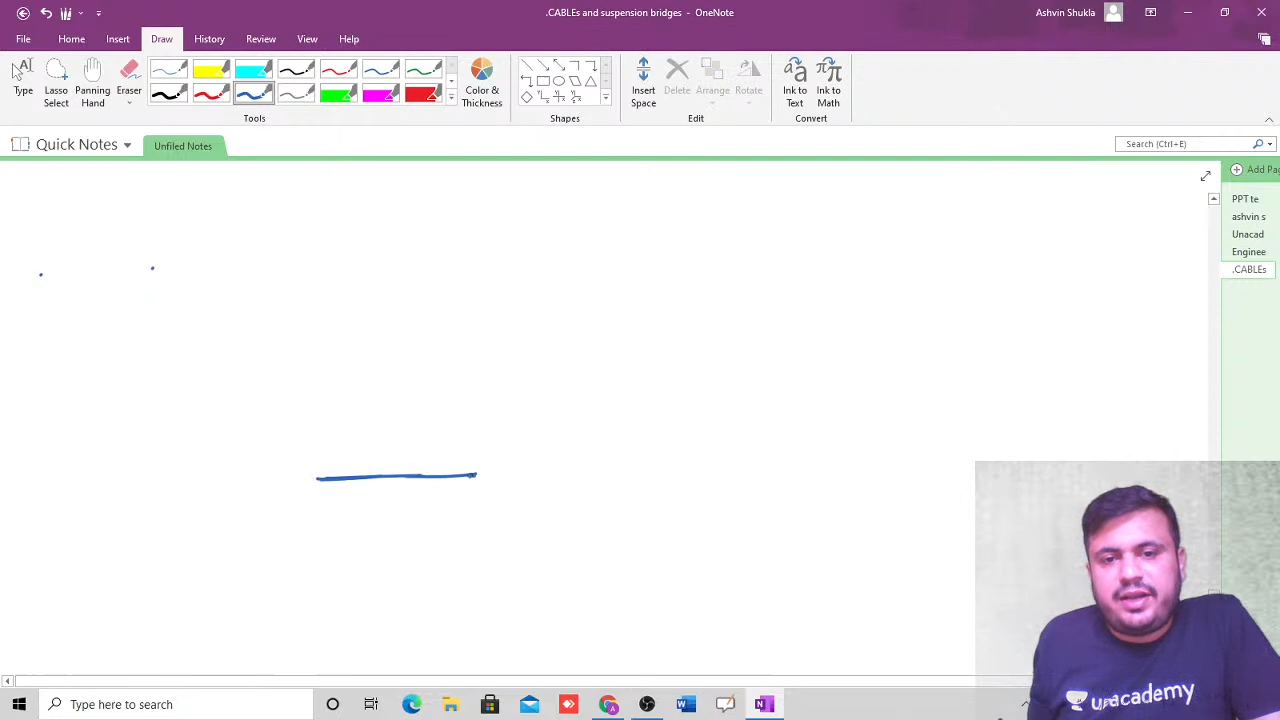 .CABLEs and suspension bridges - OneNote
Ashvin Shukla
File Home Insert Draw History Review View Help
Type
Lasso Select
Panning Hand
Eraser
Color & Thickness
Insert Space
Delete
Arrange
Rotate
Ink to Text
Ink to Math
Tools
Shapes
Edit
Convert
Quick Notes
Unfiled Notes
Search (Ctrl+E)
Add Pag
PPT te
ashvin s
Unacad
Enginee
.CABLEs
unacademy
Type here to search